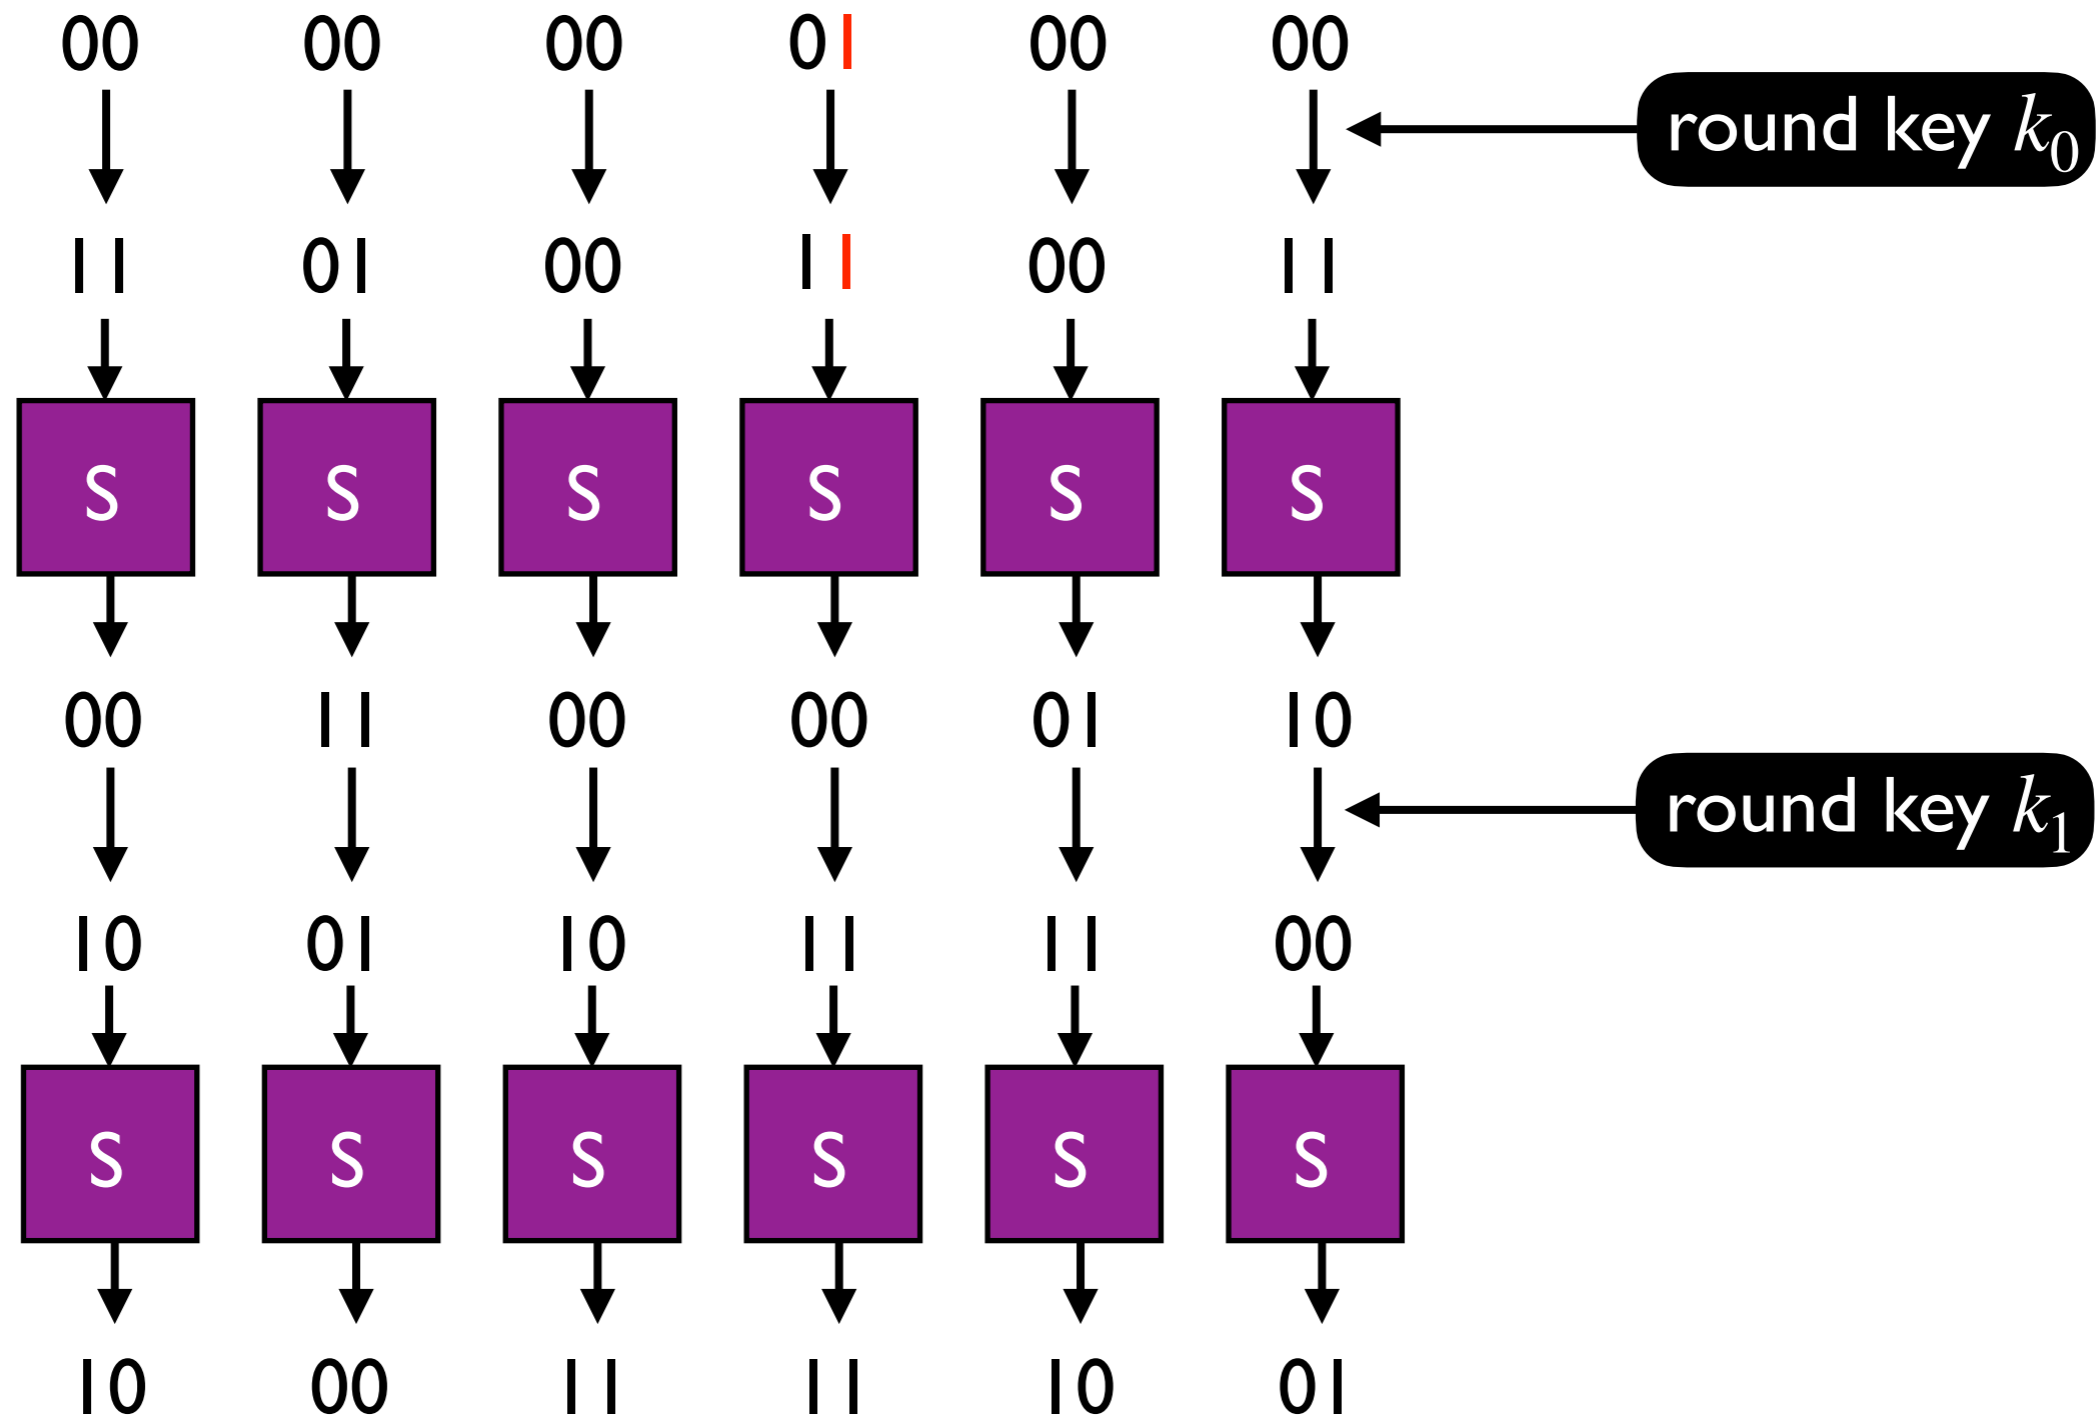 00 00 00 01 00 00
round key k₀
11 01 00 11 00 11
S S S S S S
00 11 00 00 01 10
round key k₁
10 01 10 11 11 00
S S S S S S
10 00 11 11 10 01